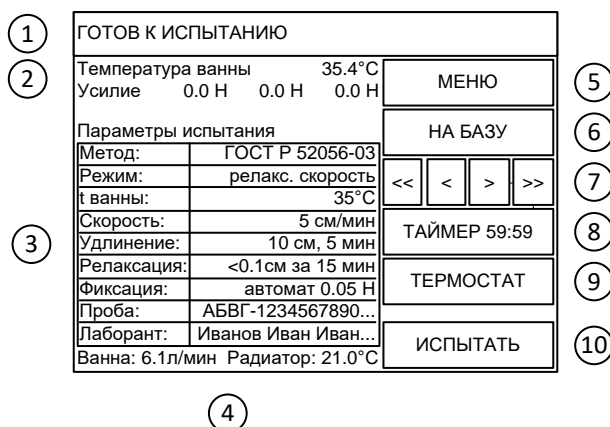 1
ГОТОВ К ИСПЫТАНИЮ
2
Температура ванны 35.4°C
Усилие 0.0 Н 0.0 Н 0.0 Н
МЕНЮ
5
Параметры испытания
НА БАЗУ
6
Метод: ГОСТ Р 52056-03
Режим: релакс. скорость
<< < > >>
7
t ванны: 35°C
3
Скорость: 5 см/мин
Удлинение: 10 см, 5 мин
ТАЙМЕР 59:59
8
Релаксация: <0.1см за 15 мин
Фиксация: автомат 0.05 Н
ТЕРМОСТАТ
9
Проба: АБВГ-1234567890...
Лаборант: Иванов Иван Иван...
ИСПЫТАТЬ
10
Ванна: 6.1л/мин Радиатор: 21.0°C
4